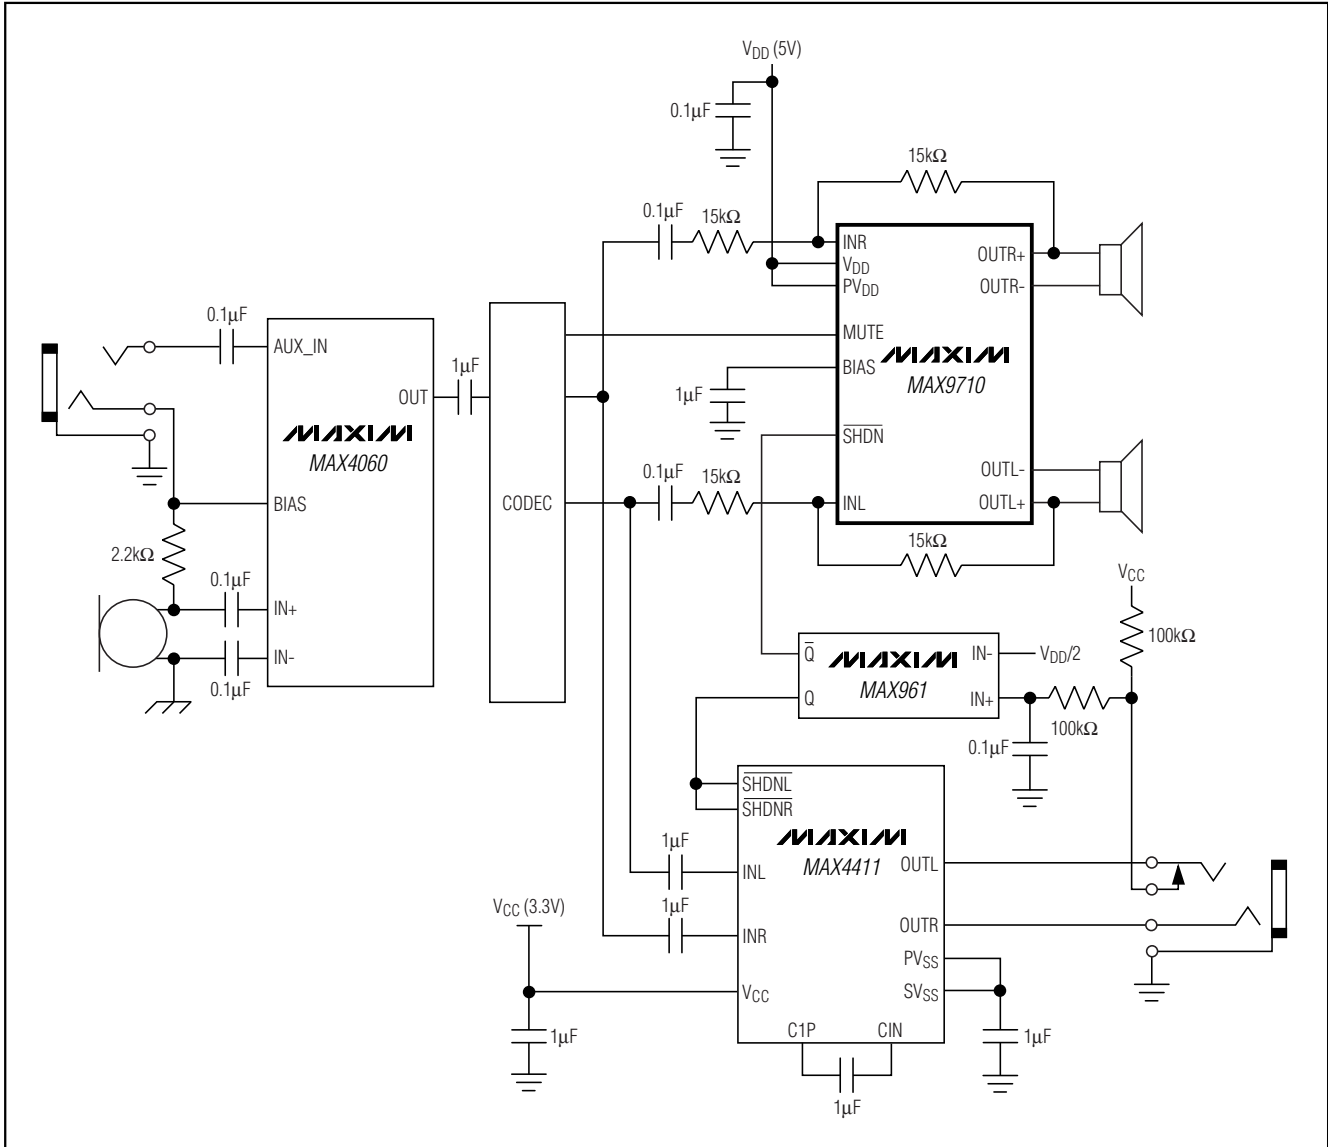 VDD (5V)
0.1µF
15kΩ
0.1µF
15kΩ
INR
VDD
PVDD
OUTR+
OUTR-
MUTE
MAXIM
MAX9710
BIAS
1µF
SHDN
OUTL-
OUTL+
0.1µF
15kΩ
INL
15kΩ
0.1µF
AUX_IN
OUT
1µF
MAXIM
MAX4060
BIAS
2.2kΩ
0.1µF
IN+
IN-
0.1µF
CODEC
VCC
100kΩ
Q̅
MAXIM
MAX961
IN-
VDD/2
Q
IN+
100kΩ
0.1µF
SHDNL
SHDNR
MAXIM
MAX4411
1µF
INL
OUTL
1µF
INR
OUTR
VCC (3.3V)
PVSS
SVSS
VCC
1µF
C1P
CIN
1µF
1µF